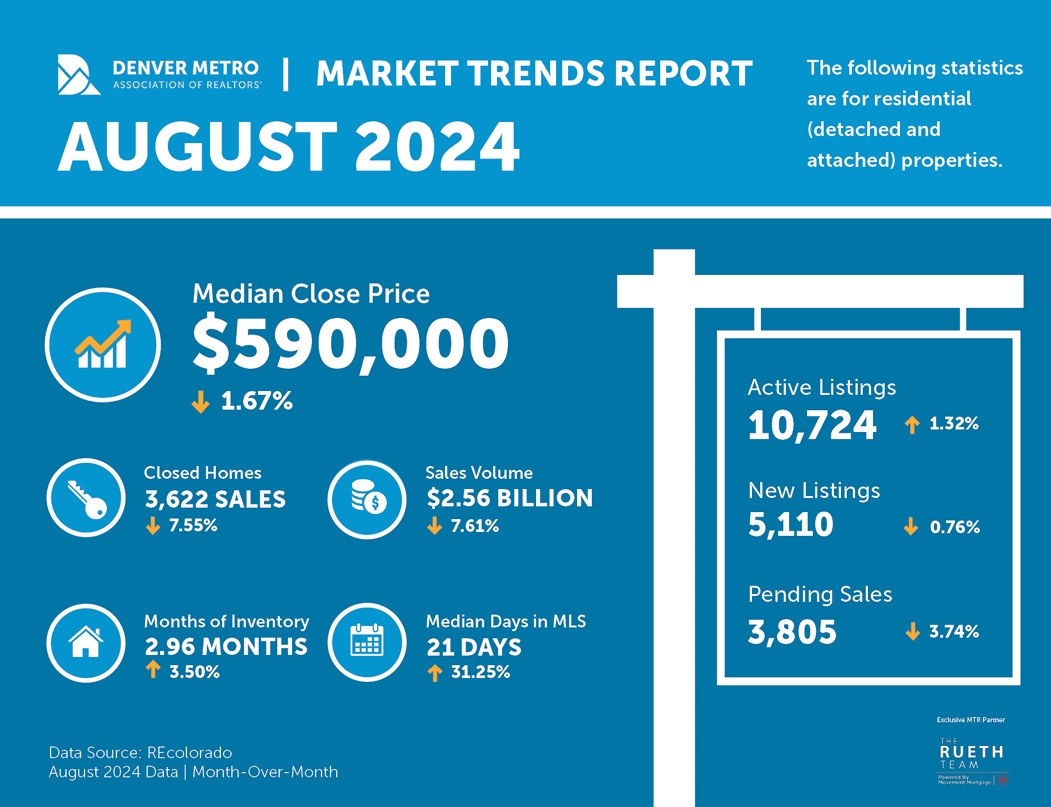 DENVER METRO
ASSOCIATION OF REALTORS®
MARKET TRENDS REPORT
AUGUST 2024
The following statistics
are for residential
(detached and
attached) properties.
Median Close Price
$590,000
1.67%
Closed Homes
3,622 SALES
7.55%
Sales Volume
$2.56 BILLION
7.61%
Months of Inventory
2.96 MONTHS
3.50%
Median Days in MLS
21 DAYS
31.25%
Active Listings
10,724
1.32%
New Listings
5,110
0.76%
Pending Sales
3,805
3.74%
Data Source: REcolorado
August 2024 Data | Month-Over-Month
Exclusive MTR Partner
THE
RUETH
TEAM
Powered By
Movement Mortgage